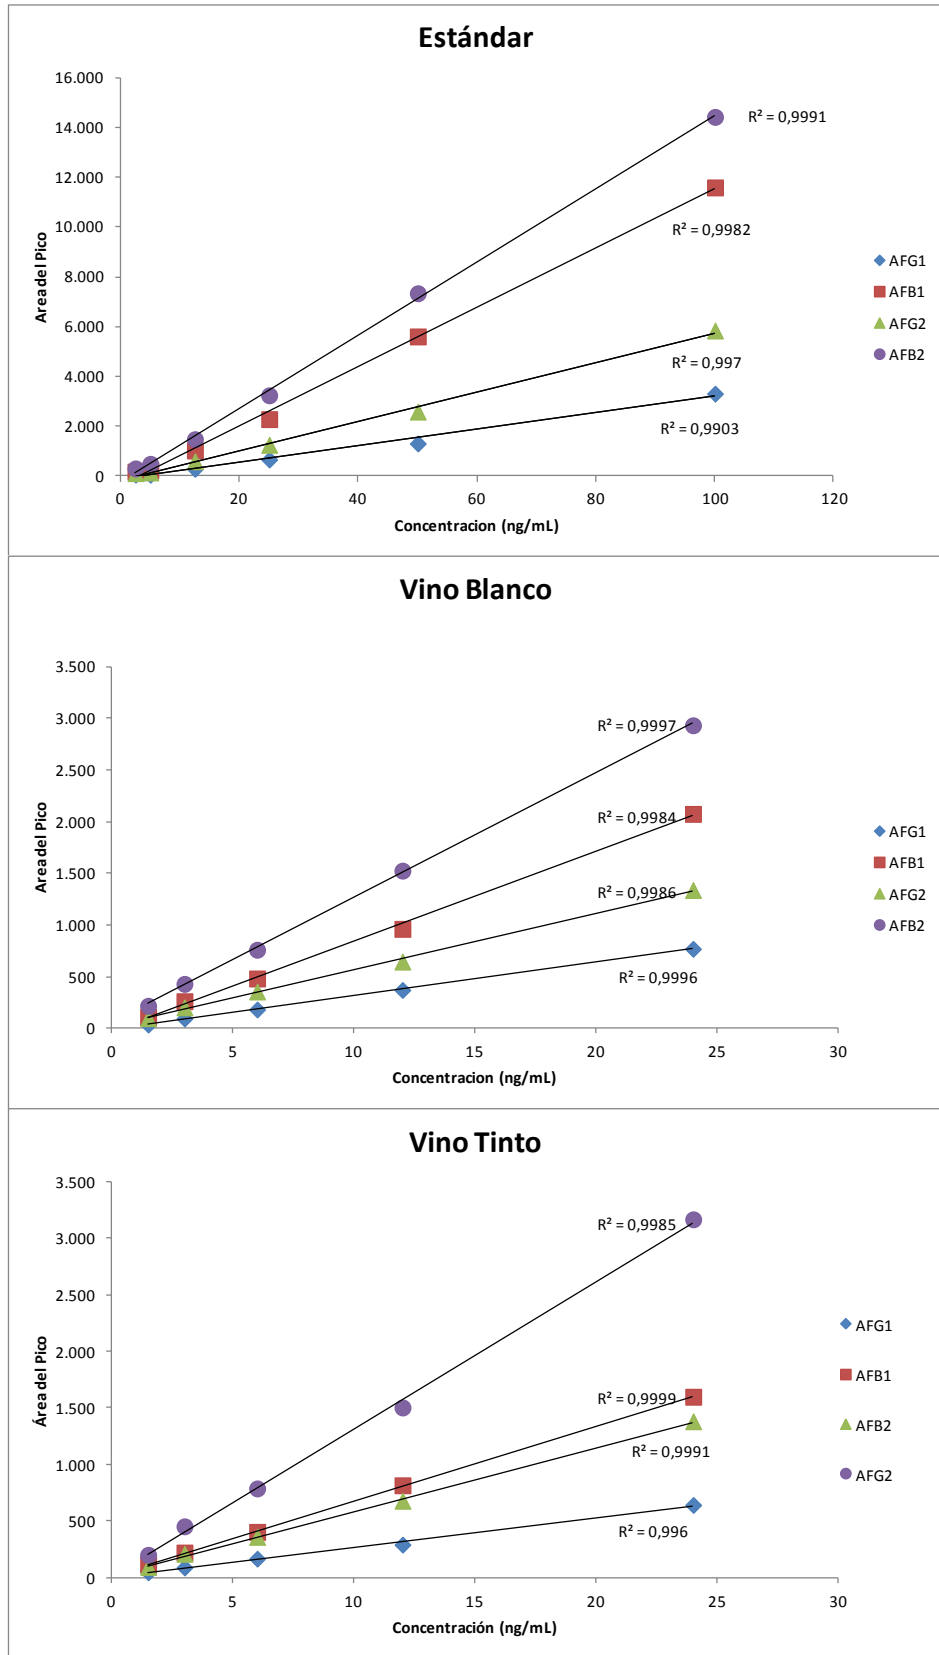 Estándar
16.000
14.000
12.000
10.000
8.000
6.000
4.000
2.000
0
Area del Pico
R² = 0,9991
R² = 0,9982
R² = 0,997
R² = 0,9903
AFG1
AFB1
AFG2
AFB2
0 20 40 60 80 100 120
Concentracion (ng/mL)
Vino Blanco
3.500
3.000
2.500
2.000
1.500
1.000
500
0
Area del Pico
R² = 0,9997
R² = 0,9984
R² = 0,9986
R² = 0,9996
AFG1
AFB1
AFG2
AFB2
0 5 10 15 20 25 30
Concentracion (ng/mL)
Vino Tinto
3.500
3.000
2.500
2.000
1.500
1.000
500
0
Área del Pico
R² = 0,9985
R² = 0,9999
R² = 0,9991
R² = 0,996
AFG1
AFB1
AFB2
AFG2
0 5 10 15 20 25 30
Concentración (ng/mL)